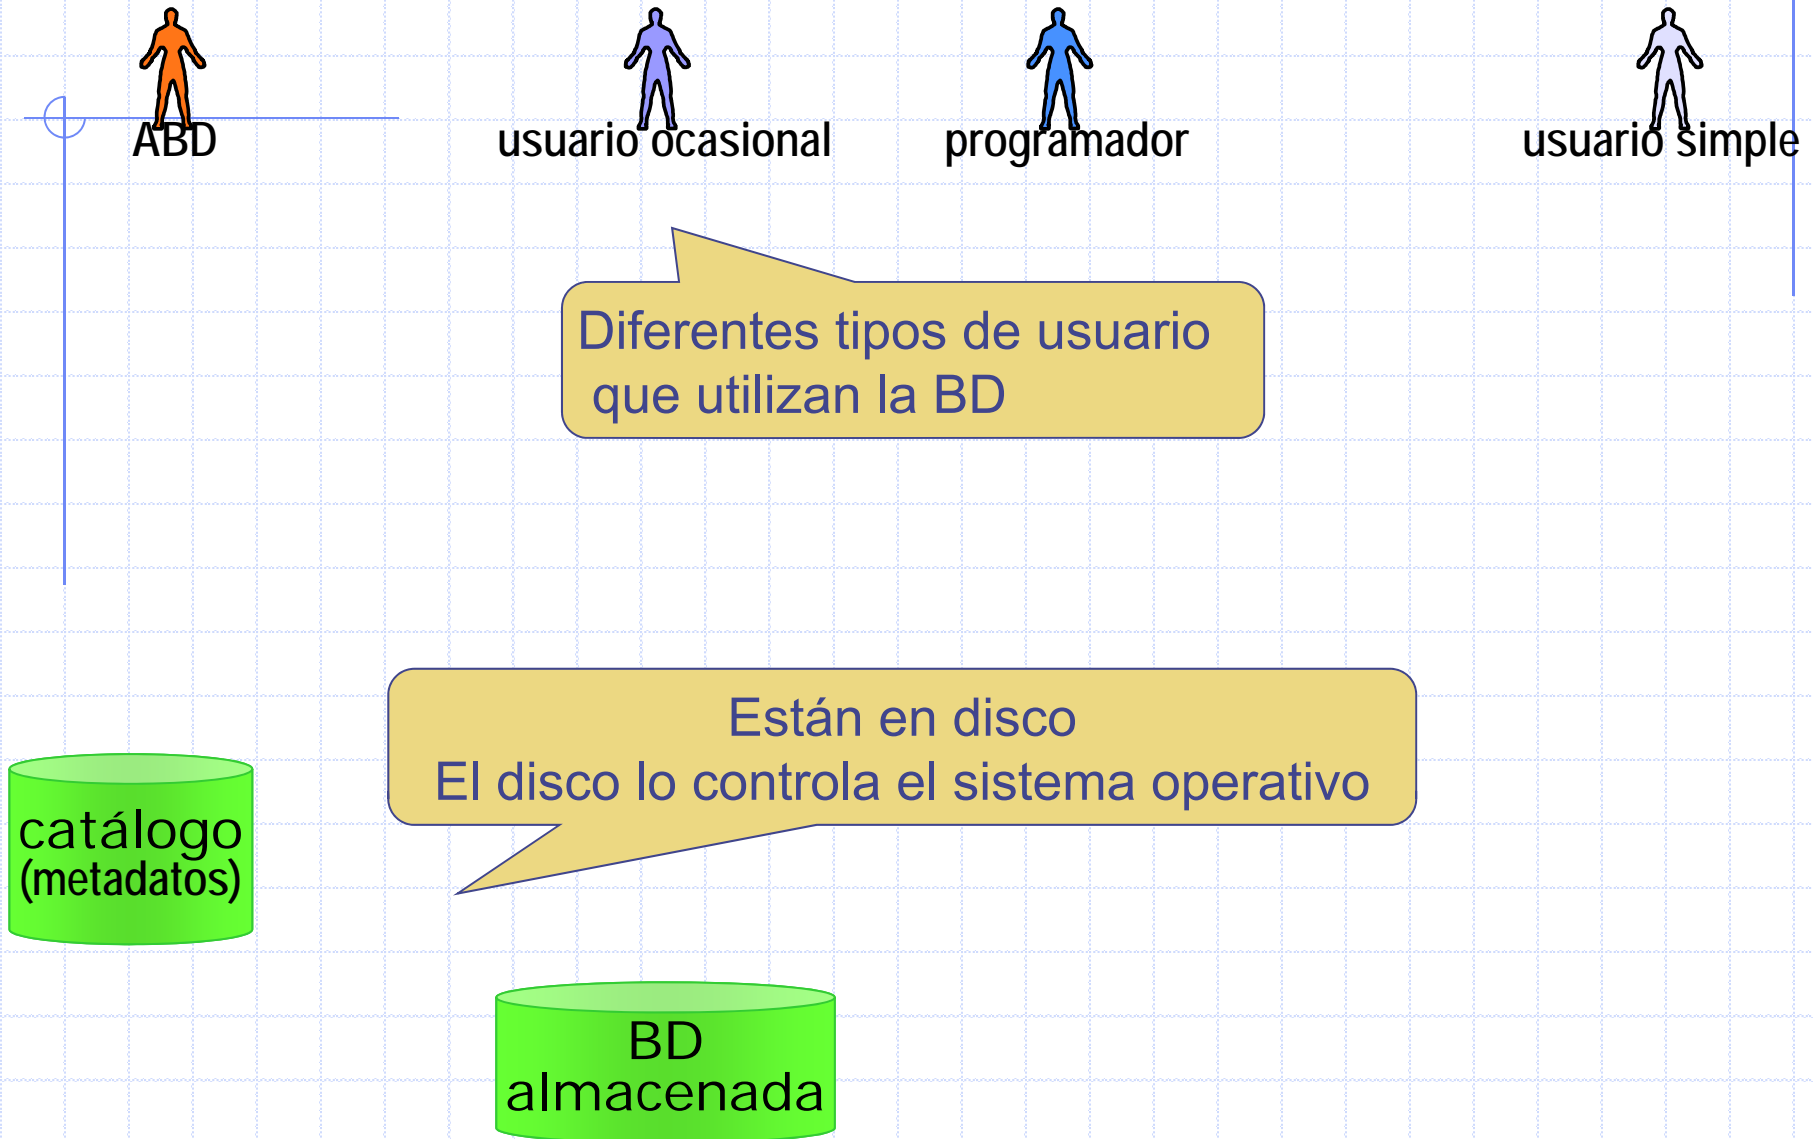 ABD
usuario ocasional
programador
usuario simple
Diferentes tipos de usuario
que utilizan la BD
Están en disco
El disco lo controla el sistema operativo
catálogo
(metadatos)
BD
almacenada